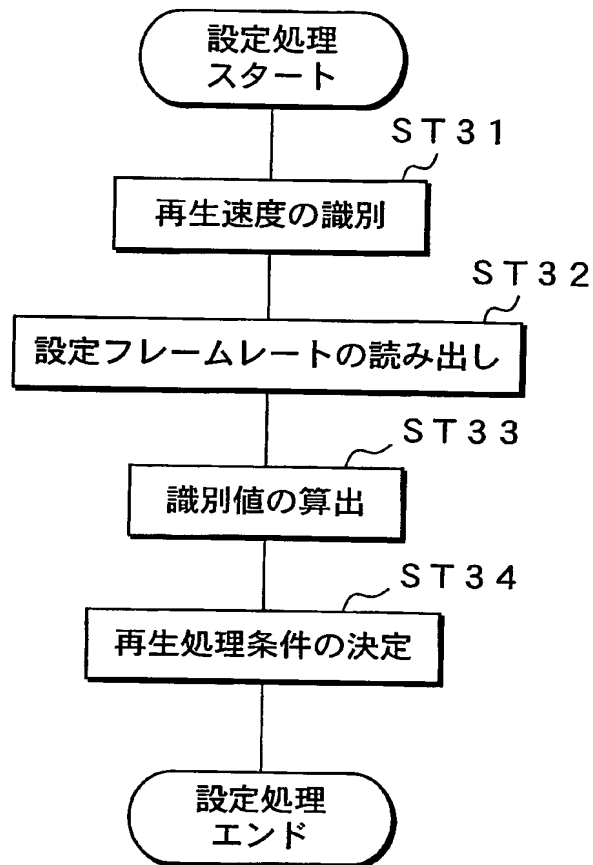 設定処理
スタート
ST31
再生速度の識別
ST32
設定フレームレートの読み出し
ST33
識別値の算出
ST34
再生処理条件の決定
設定処理
エンド